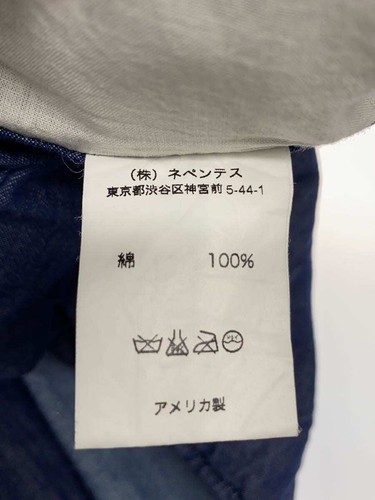 （株）ネペンテス
東京都渋谷区神宮前 5-44-1
綿 100%
アメリカ製